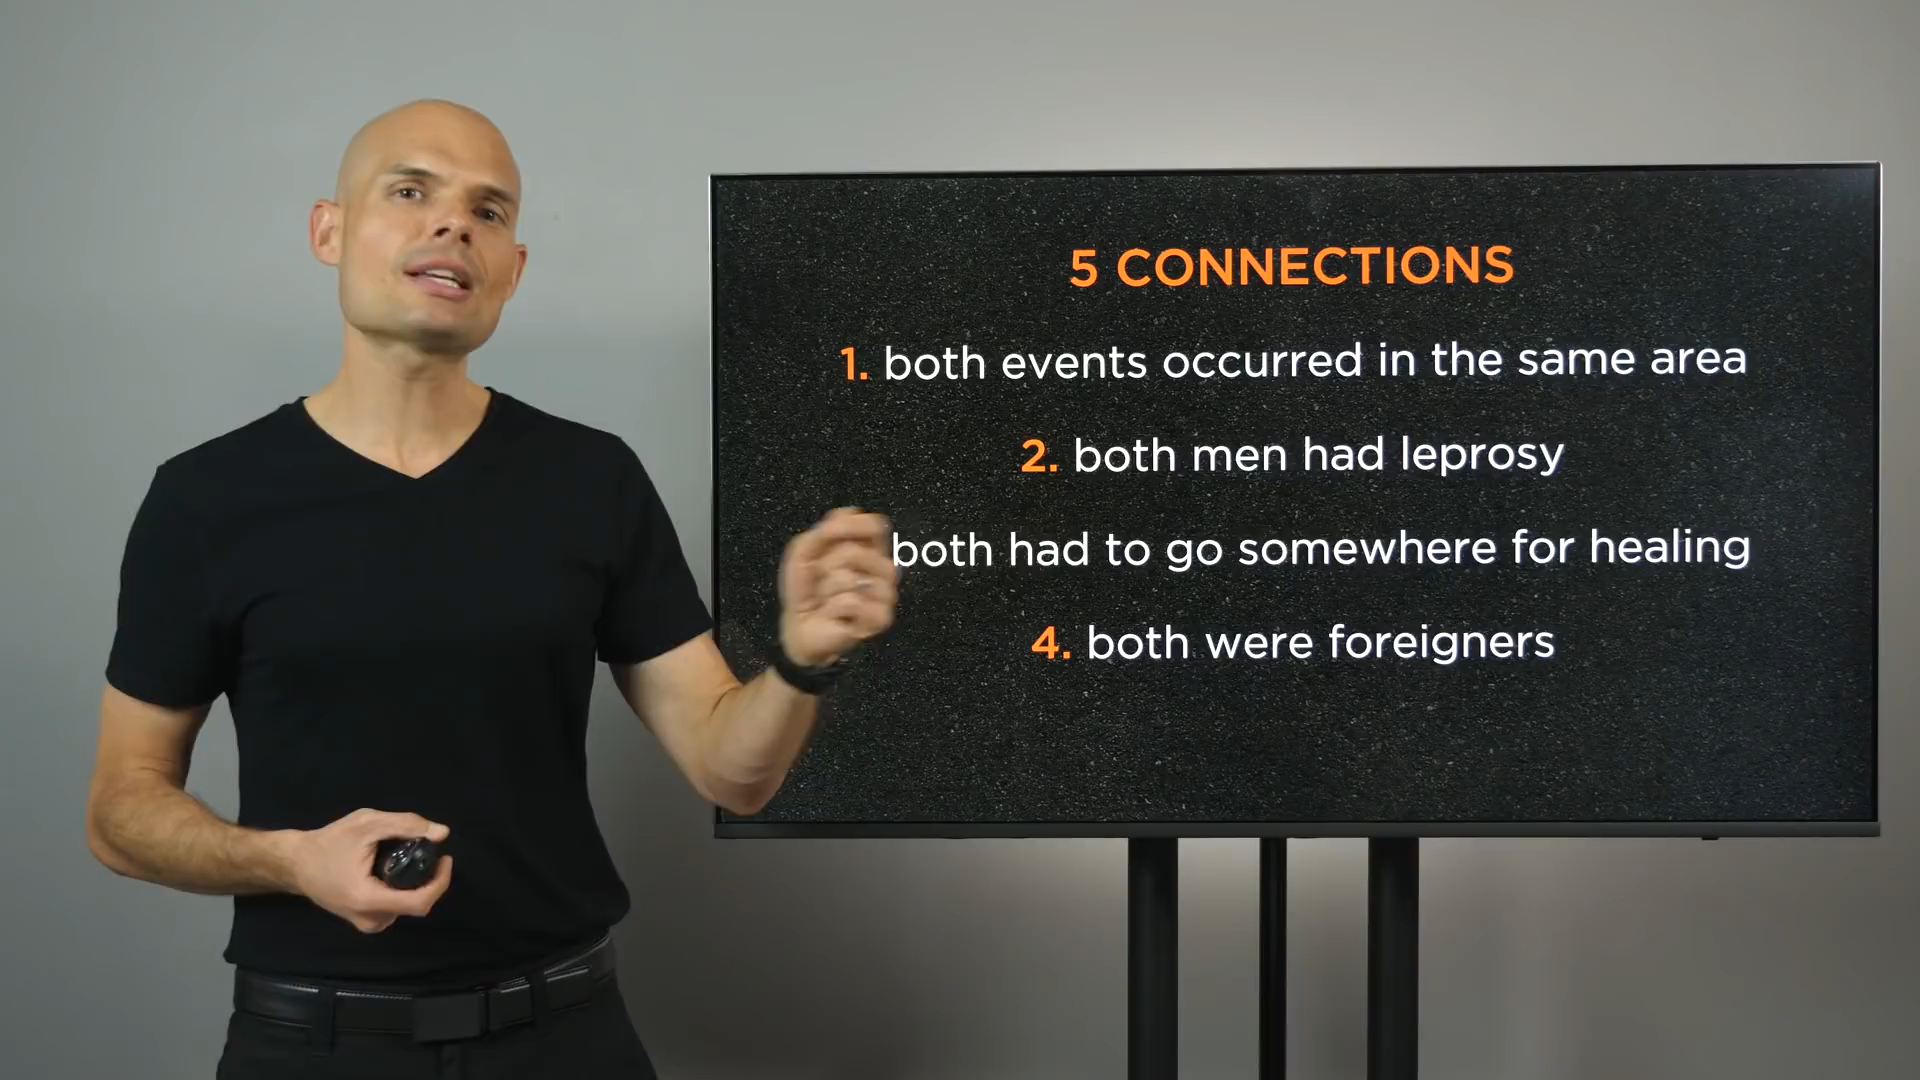 5 CONNECTIONS
1. both events occurred in the same area
2. both men had leprosy
both had to go somewhere for healing
4. both were foreigners